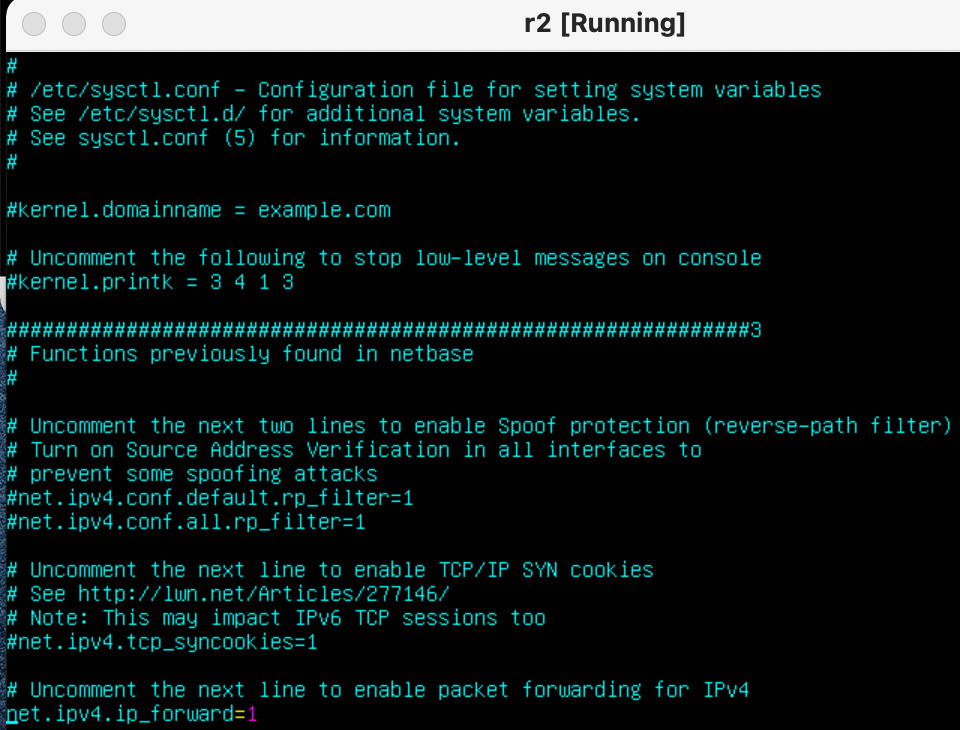 r2 [Running]
#
# /etc/sysctl.conf - Configuration file for setting system variables
# See /etc/sysctl.d/ for additional system variables.
# See sysctl.conf (5) for information.
#
#kernel.domainname = example.com
# Uncomment the following to stop low-level messages on console
#kernel.printk = 3 4 1 3
##############################################################3
# Functions previously found in netbase
#
# Uncomment the next two lines to enable Spoof protection (reverse-path filter)
# Turn on Source Address Verification in all interfaces to
# prevent some spoofing attacks
#net.ipv4.conf.default.rp_filter=1
#net.ipv4.conf.all.rp_filter=1
# Uncomment the next line to enable TCP/IP SYN cookies
# See http://lwn.net/Articles/277146/
# Note: This may impact IPv6 TCP sessions too
#net.ipv4.tcp_syncookies=1
# Uncomment the next line to enable packet forwarding for IPv4
net.ipv4.ip_forward=1